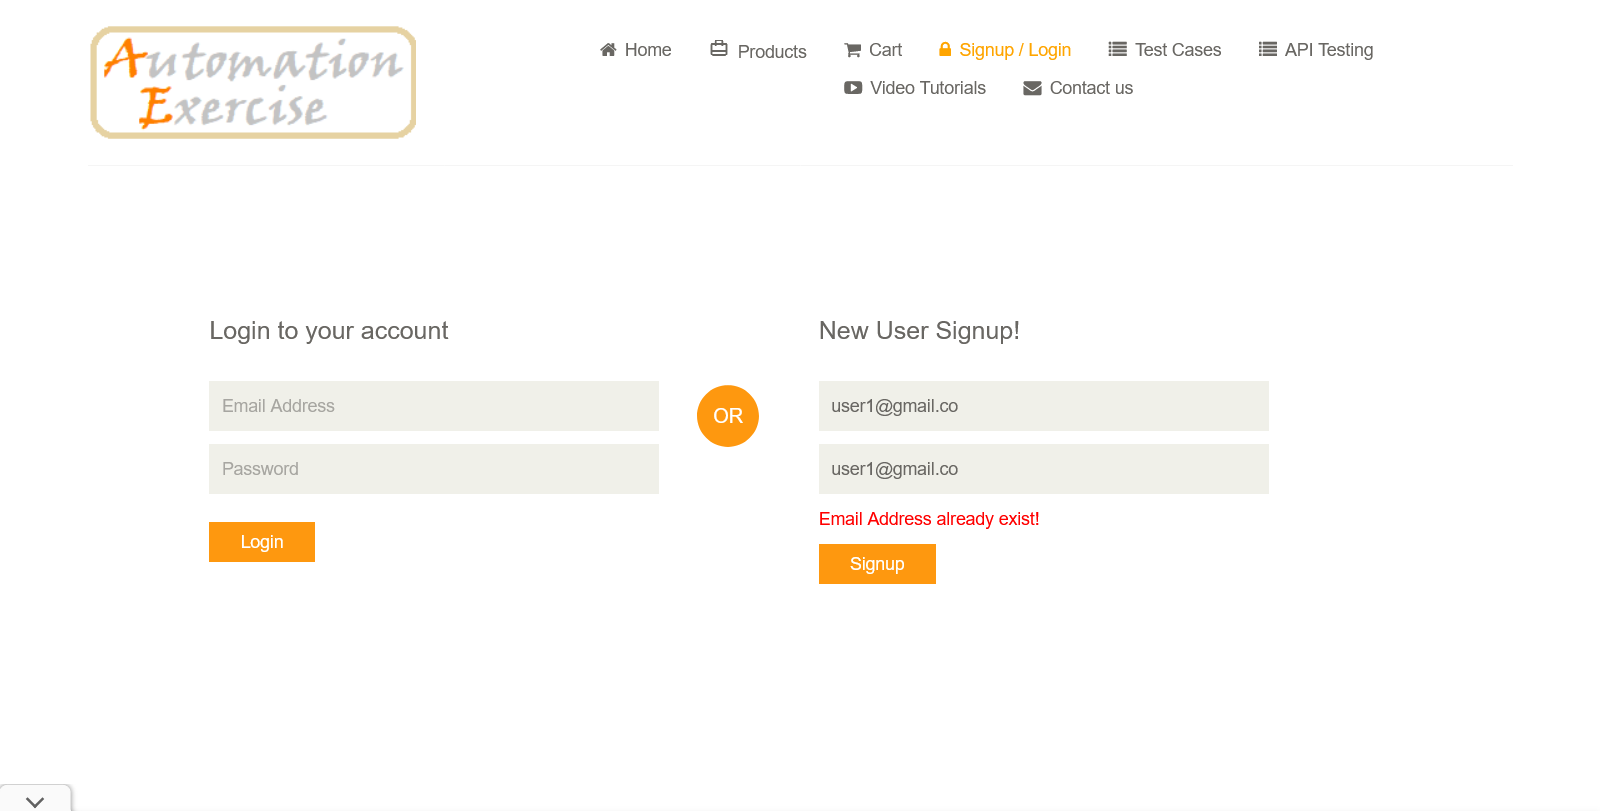 Automation
Exercise
Home Products Cart Signup / Login Test Cases API Testing
Video Tutorials Contact us
Login to your account
Email Address
Password
Login
OR
New User Signup!
user1@gmail.co
user1@gmail.co
Email Address already exist!
Signup